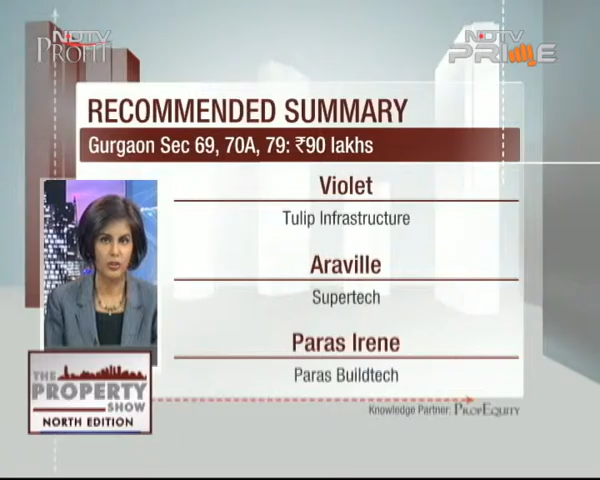 NDTV
PROFIT
NDTV
PRIME
RECOMMENDED SUMMARY
Gurgaon Sec 69, 70A, 79: ₹90 lakhs
Violet
Tulip Infrastructure
Araville
Supertech
Paras Irene
Paras Buildtech
THE
PROPERTY
SHOW
NORTH EDITION
Knowledge Partner: PROPEQUITY